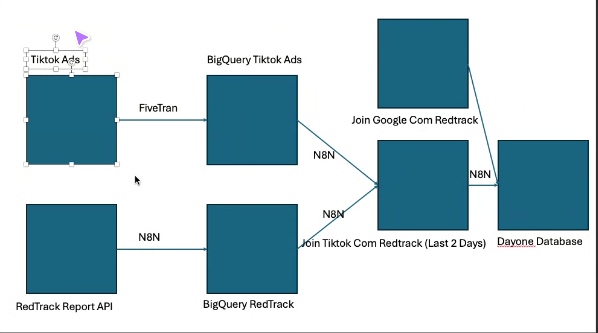 Tiktok Ads
BigQuery Tiktok Ads
FiveTran
Join Google Com Redtrack
N8N
N8N
N8N
N8N
Join Tiktok Com Redtrack (Last 2 Days)
Dayone Database
RedTrack Report API
BigQuery RedTrack